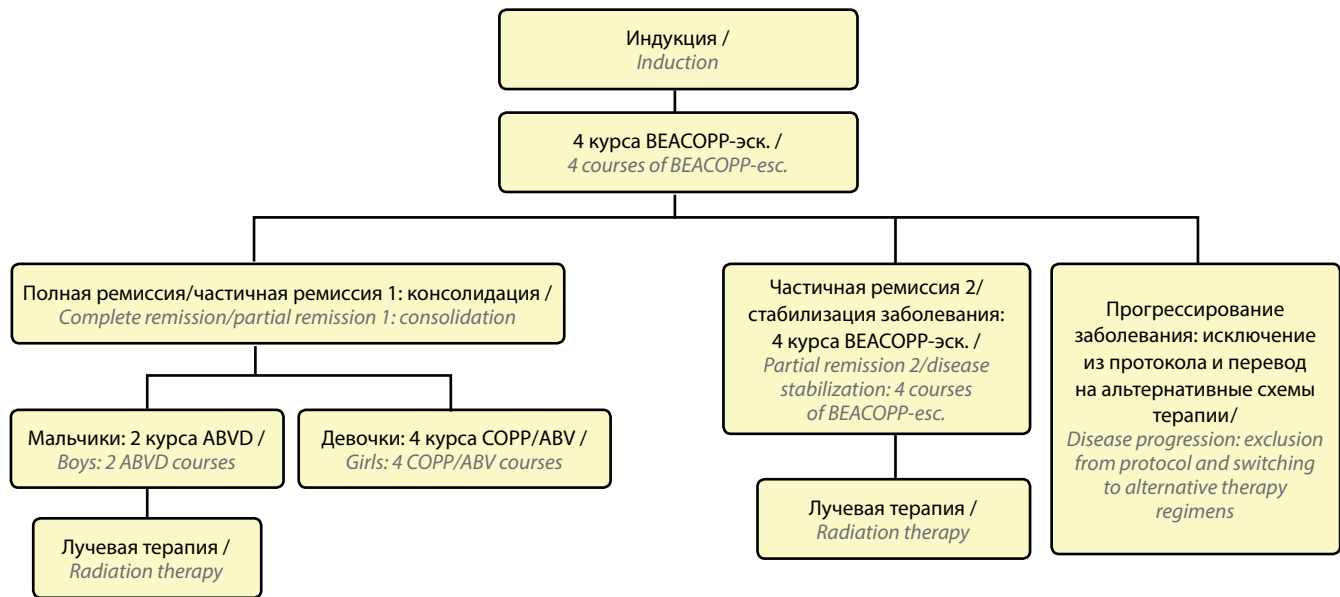 Индукция /
Induction
4 курса BEACOPP-эск. /
4 courses of BEACOPP-esc.
Полная ремиссия/частичная ремиссия 1: консолидация /
Complete remission/partial remission 1: consolidation
Мальчики: 2 курса ABVD /
Boys: 2 ABVD courses
Девочки: 4 курса COPP/ABV /
Girls: 4 COPP/ABV courses
Лучевая терапия /
Radiation therapy
Частичная ремиссия 2/
стабилизация заболевания:
4 курса BEACOPP-эск. /
Partial remission 2/disease
stabilization: 4 courses
of BEACOPP-esc.
Лучевая терапия /
Radiation therapy
Прогрессирование
заболевания: исключение
из протокола и перевод
на альтернативные схемы
терапии/
Disease progression: exclusion
from protocol and switching
to alternative therapy
regimens